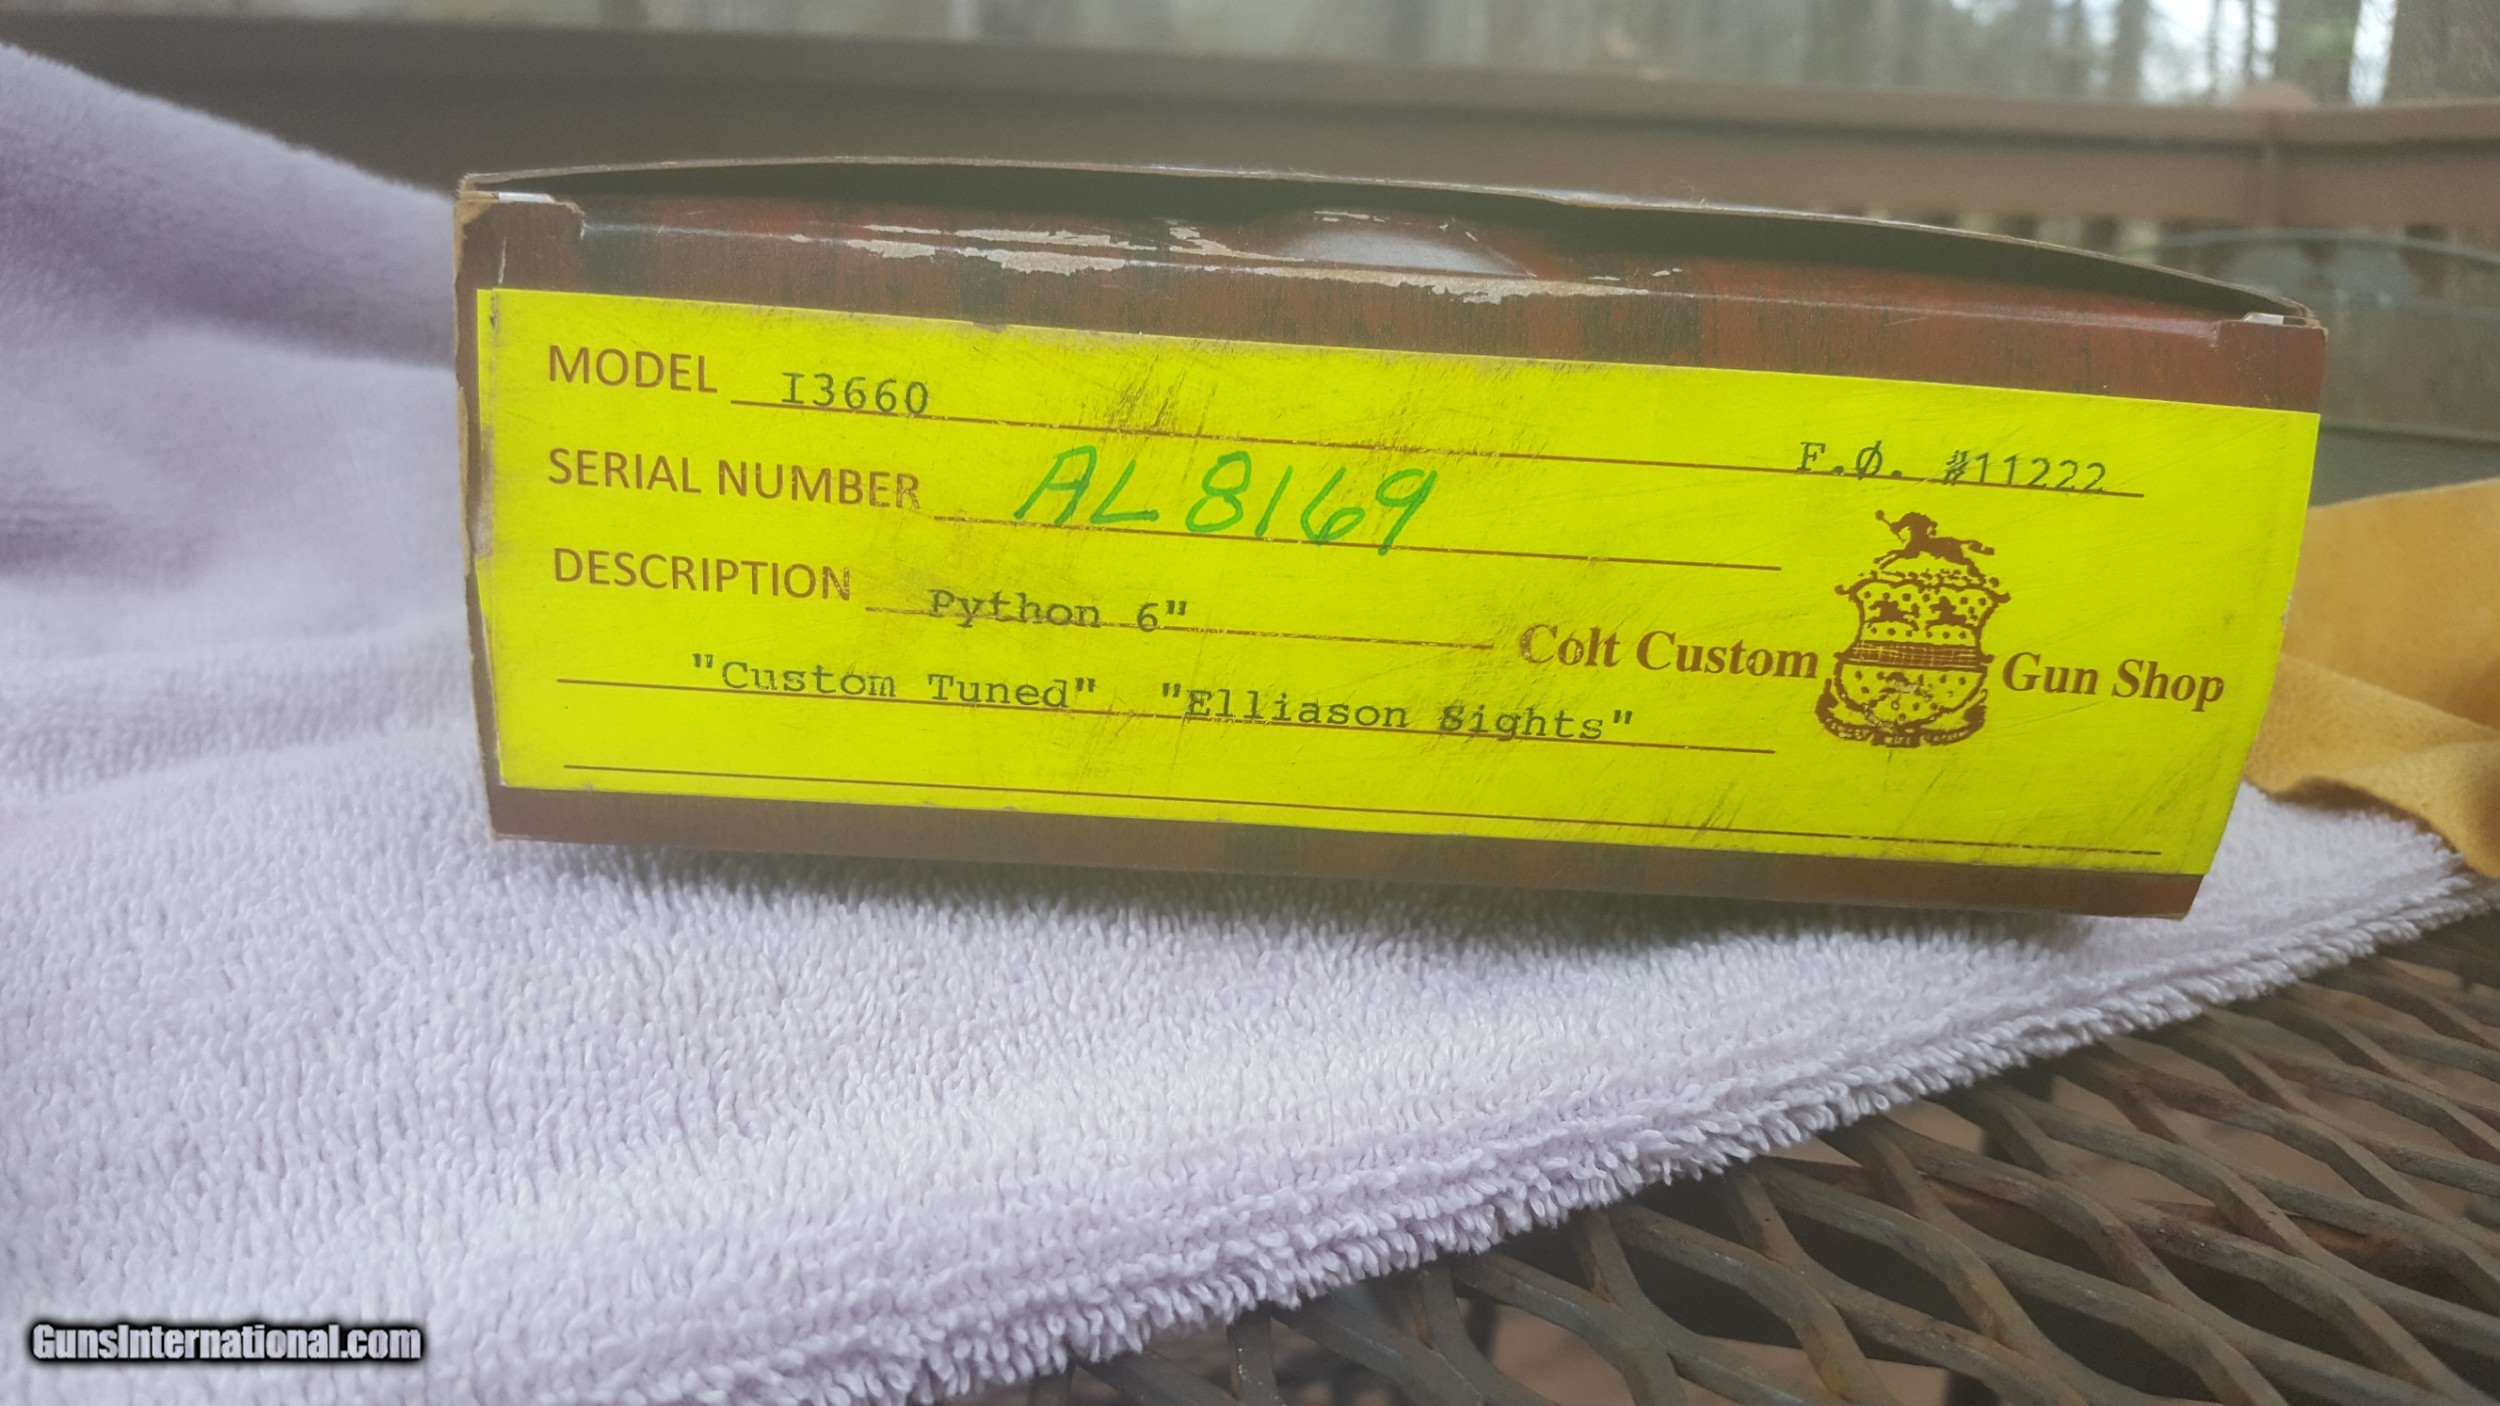 MODEL I3660
F.Ø. #11222
SERIAL NUMBER AL8169
DESCRIPTION Python 6"
Colt Custom Gun Shop
"Custom Tuned" "Elliason Sights"
GunsInternational.com